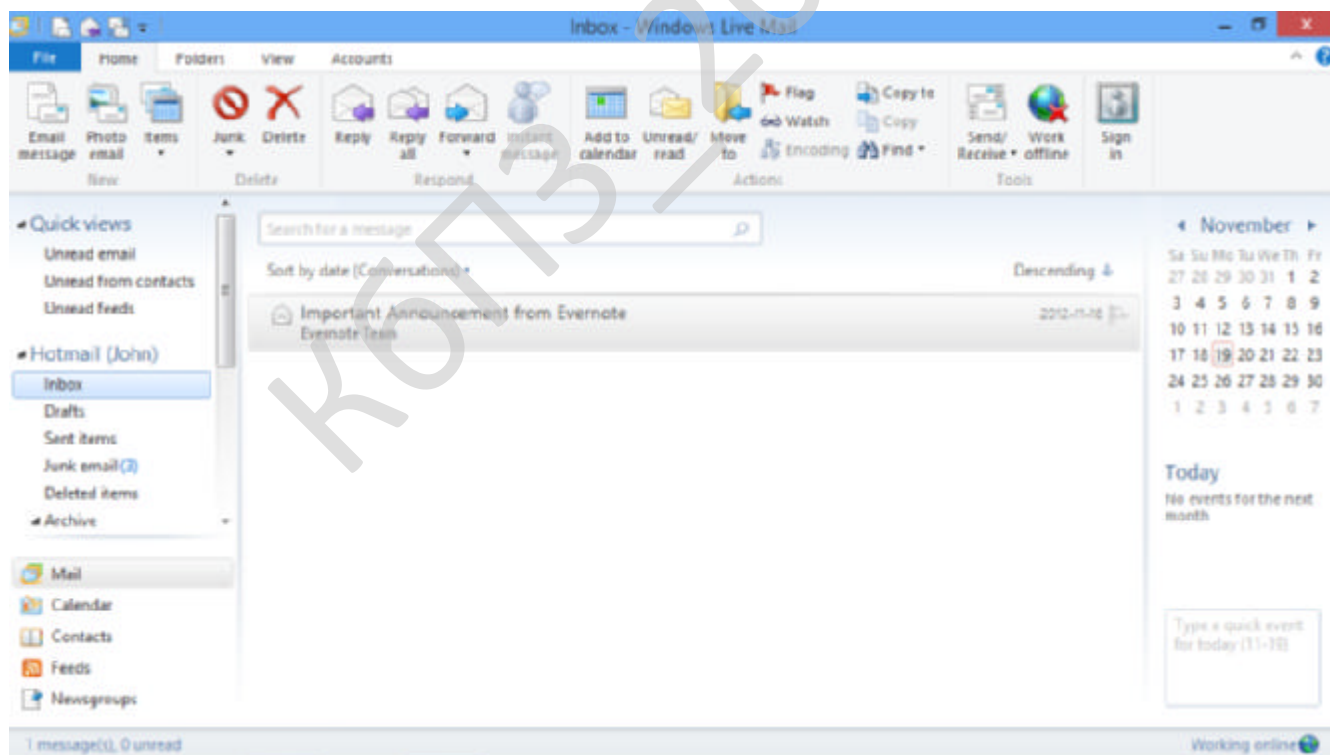 Inbox - Windows Live Mail
File Home Folders View Accounts
Email message
Photo email
Items
New
Junk
Delete
Delete
Reply
Reply all
Forward
Instant message
Respond
Add to calendar
Unread/ read
Move to
Flag
Watch
Encoding
Copy to
Copy
Find
Actions
Send/ Receive
Work offline
Tools
Sign in
Quick views
Unread email
Unread from contacts
Unread feeds
Hotmail (John)
Inbox
Drafts
Sent items
Junk email (3)
Deleted items
Archive
Mail
Calendar
Contacts
Feeds
Newsgroups
Search for a message
Sort by date (Conversations) Descending
Important Announcement from Evernote
Evernote Team
November
Sa Su Mo Tu We Th Fr
27 28 29 30 31 1 2
3 4 5 6 7 8 9
10 11 12 13 14 15 16
17 18 19 20 21 22 23
24 25 26 27 28 29 30
1 2 3 4 5 6 7
Today
No events for the next
month
Type a quick event
for today (11-19)
1 message(s), 0 unread
Working online